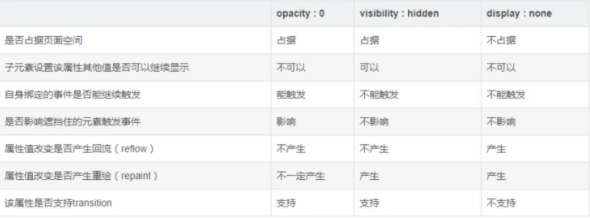 opacity : 0 visibility : hidden display : none
是否占据页面空间 占据 占据 不占据
子元素设置该属性其他值是否可以继续显示 不可以 可以 不可以
自身绑定的事件是否能继续触发 能触发 不能触发 不能触发
是否影响遮挡住的元素触发事件 影响 不影响 不影响
属性值改变是否产生回流（reflow） 不产生 不产生 产生
属性值改变是否产生重绘（repaint） 不一定产生 产生 产生
该属性是否支持transition 支持 支持 不支持